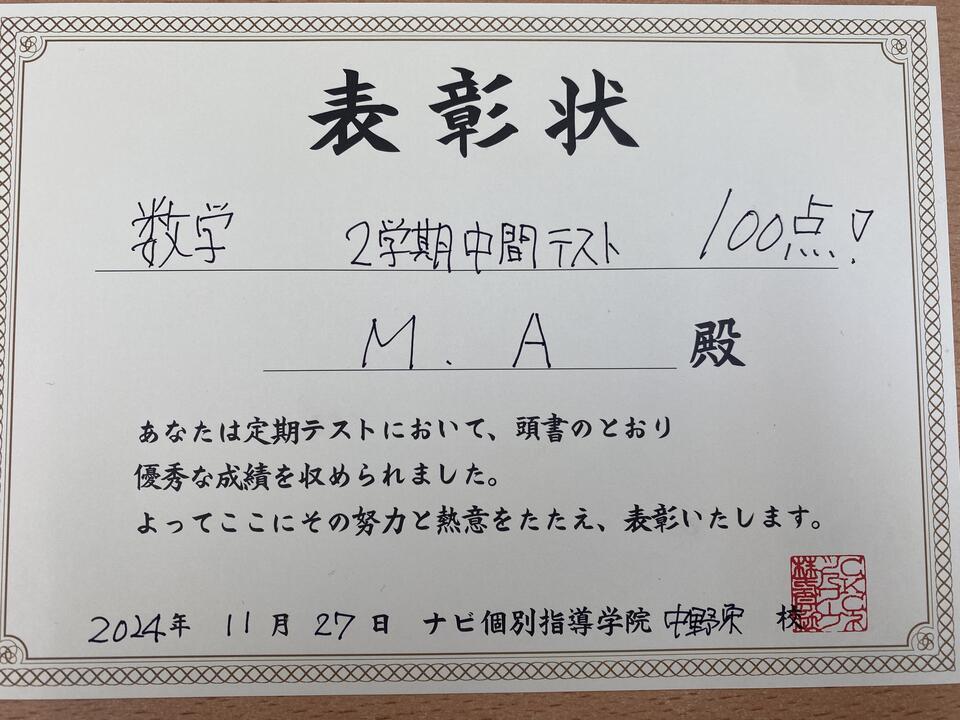 表彰状
数学 2学期中間テスト 100点!
M. A 殿
あなたは定期テストにおいて、頭書のとおり
優秀な成績を収められました。
よってここにその努力と熱意をたたえ、表彰いたします。
2024年 11月 27日 ナビ個別指導学院 中野栄 校